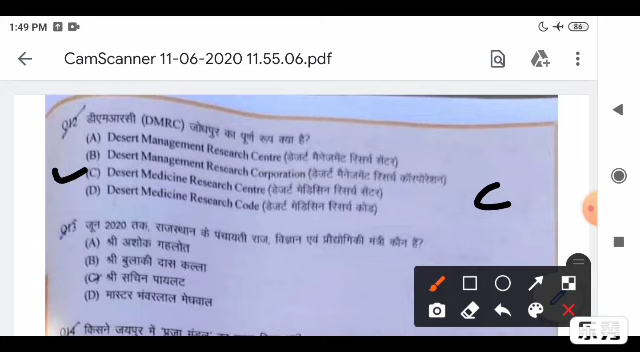 1:49 PM
86
CamScanner 11-06-2020 11.55.06.pdf
Q12 डीएमआरसी (DMRC) जोधपुर का पूर्ण रूप क्या है?
(A) Desert Management Research Centre (डेजर्ट मैनेजमेंट रिसर्च सेंटर)
(B) Desert Management Research Corporation (डेजर्ट मैनेजमेंट रिसर्च कॉरपोरेशन)
(C) Desert Medicine Research Centre (डेजर्ट मेडिसिन रिसर्च सेंटर)
(D) Desert Medicine Research Code (डेजर्ट मेडिसिन रिसर्च कोड)
C
Q13 जून 2020 तक, राजस्थान के पंचायती राज, विज्ञान एवं प्रौद्योगिकी मंत्री कौन हैं?
(A) श्री अशोक गहलोत
(B) श्री बुलाकी दास कल्ला
(C) श्री सचिन पायलट
(D) मास्टर भंवरलाल मेघवाल
Q14 किसने जयपुर में 'प्रजा मंडल'